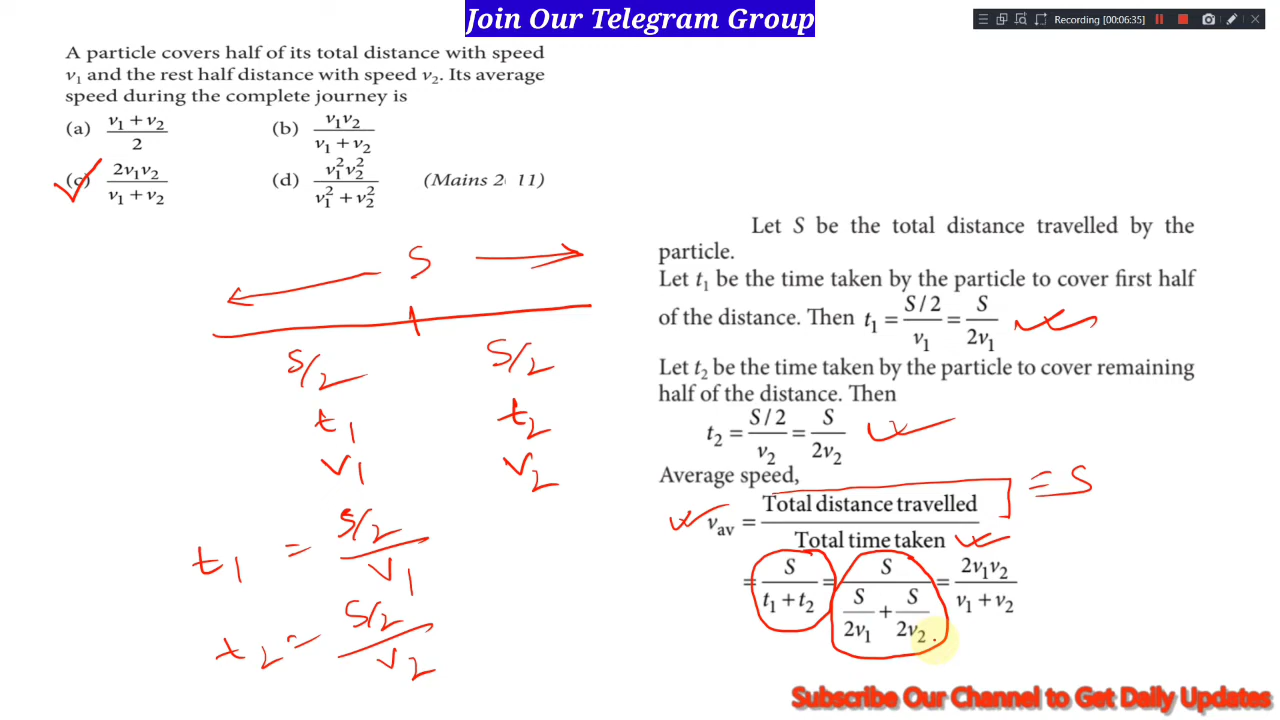 Join Our Telegram Group
Recording [00:06:35]
A particle covers half of its total distance with speed
v₁ and the rest half distance with speed v₂. Its average
speed during the complete journey is
(a) (v₁ + v₂)/2 (b) v₁v₂/(v₁ + v₂)
(c) 2v₁v₂/(v₁ + v₂) (d) v₁²v₂²/(v₁² + v₂²) (Mains 2 11)
S
S/2 S/2
t₁ t₂
v₁ v₂
t₁ = (S/2)/v₁
t₂ = (S/2)/v₂
Let S be the total distance travelled by the
particle.
Let t₁ be the time taken by the particle to cover first half
of the distance. Then t₁ = (S/2)/v₁ = S/(2v₁)
Let t₂ be the time taken by the particle to cover remaining
half of the distance. Then
t₂ = (S/2)/v₂ = S/(2v₂)
Average speed,
v_av = Total distance travelled / Total time taken
= S
= S/(t₁ + t₂) = S/(S/(2v₁) + S/(2v₂)) = 2v₁v₂/(v₁ + v₂)
Subscribe Our Channel to Get Daily Updates